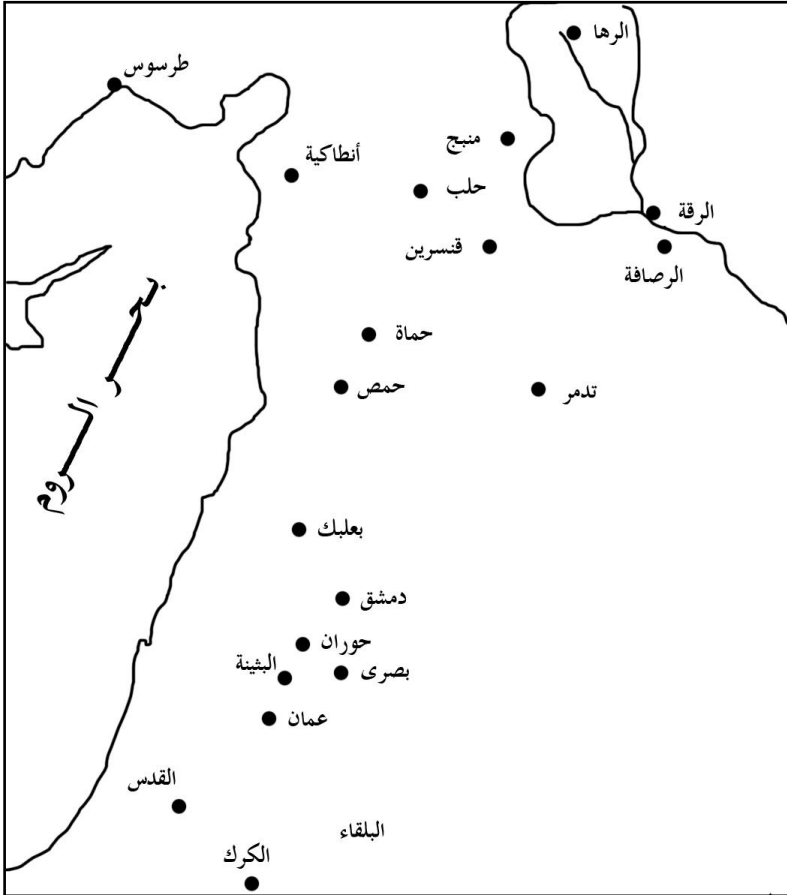 الرها
طرسوس
منبج
أنطاكية
حلب
الرقة
قنسرين
الرصافة
بحر الروم
حماة
حمص
تدمر
بعلبك
دمشق
حوران
البثينة
بصرى
عمان
القدس
البلقاء
الكرك